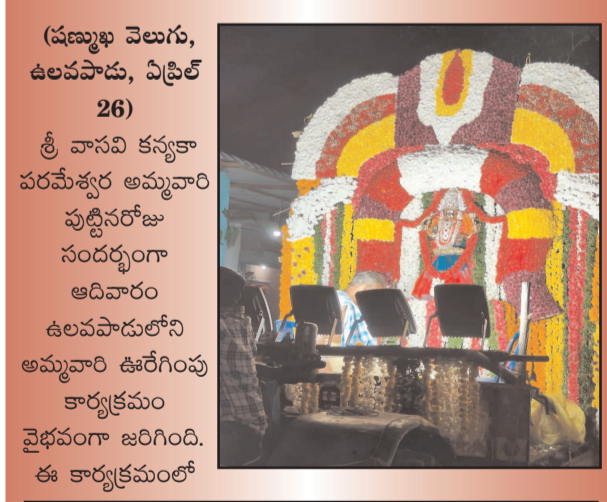 (షణ్ముఖ వెలుగు,
ఉలవపాడు, ఏప్రిల్
26)
శ్రీ వాసవి కన్యకా
పరమేశ్వర అమ్మవారి
పుట్టినరోజు
సందర్భంగా
ఆదివారం
ఉలవపాడులోని
అమ్మవారి ఊరేగింపు
కార్యక్రమం
వైభవంగా జరిగింది.
ఈ కార్యక్రమంలో